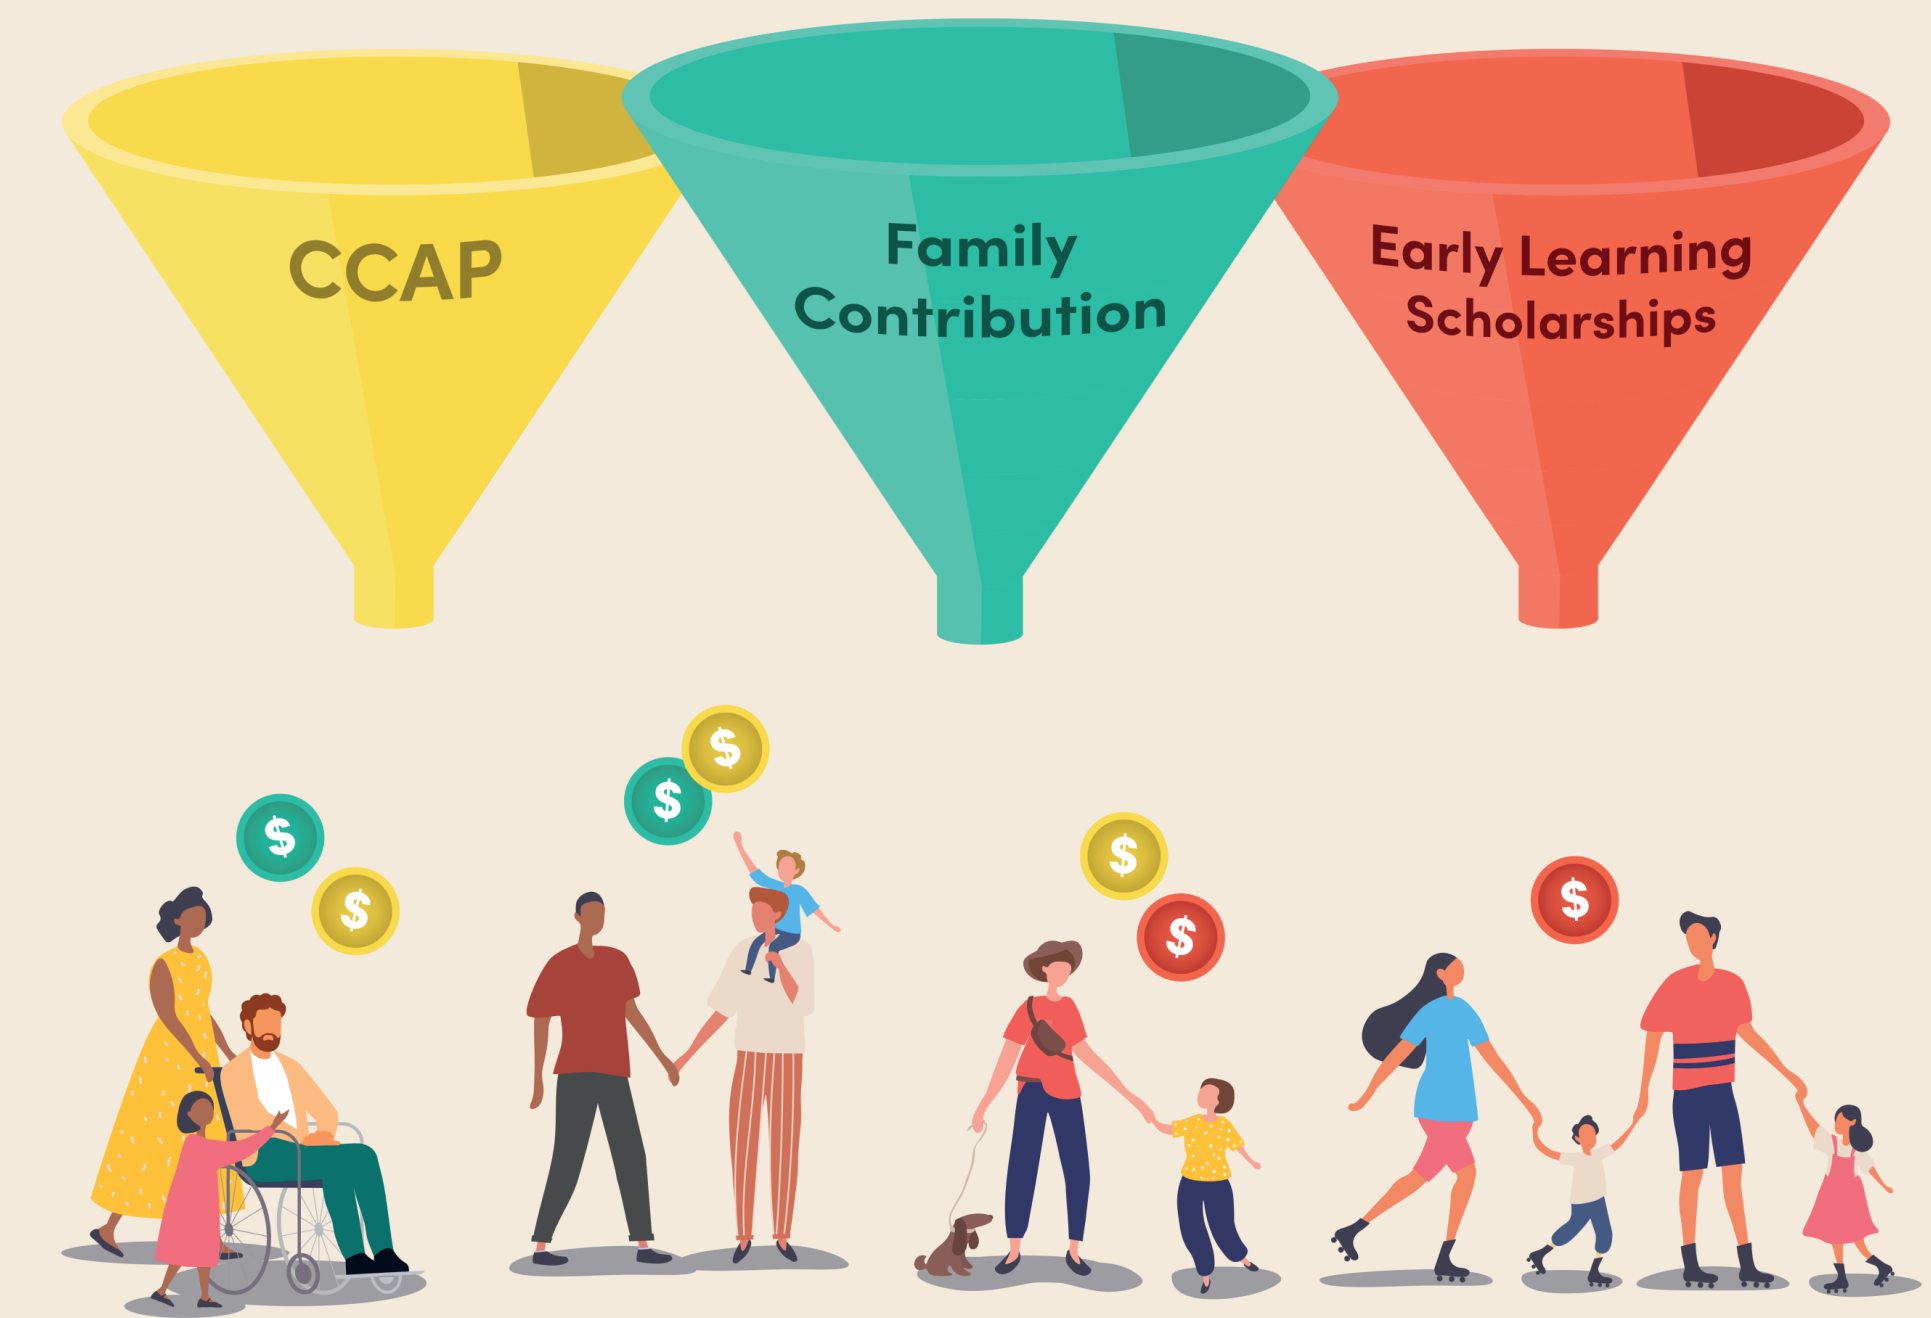 CCAP
Family
Contribution
Early Learning
Scholarships
$
$
$
$
$
$
$